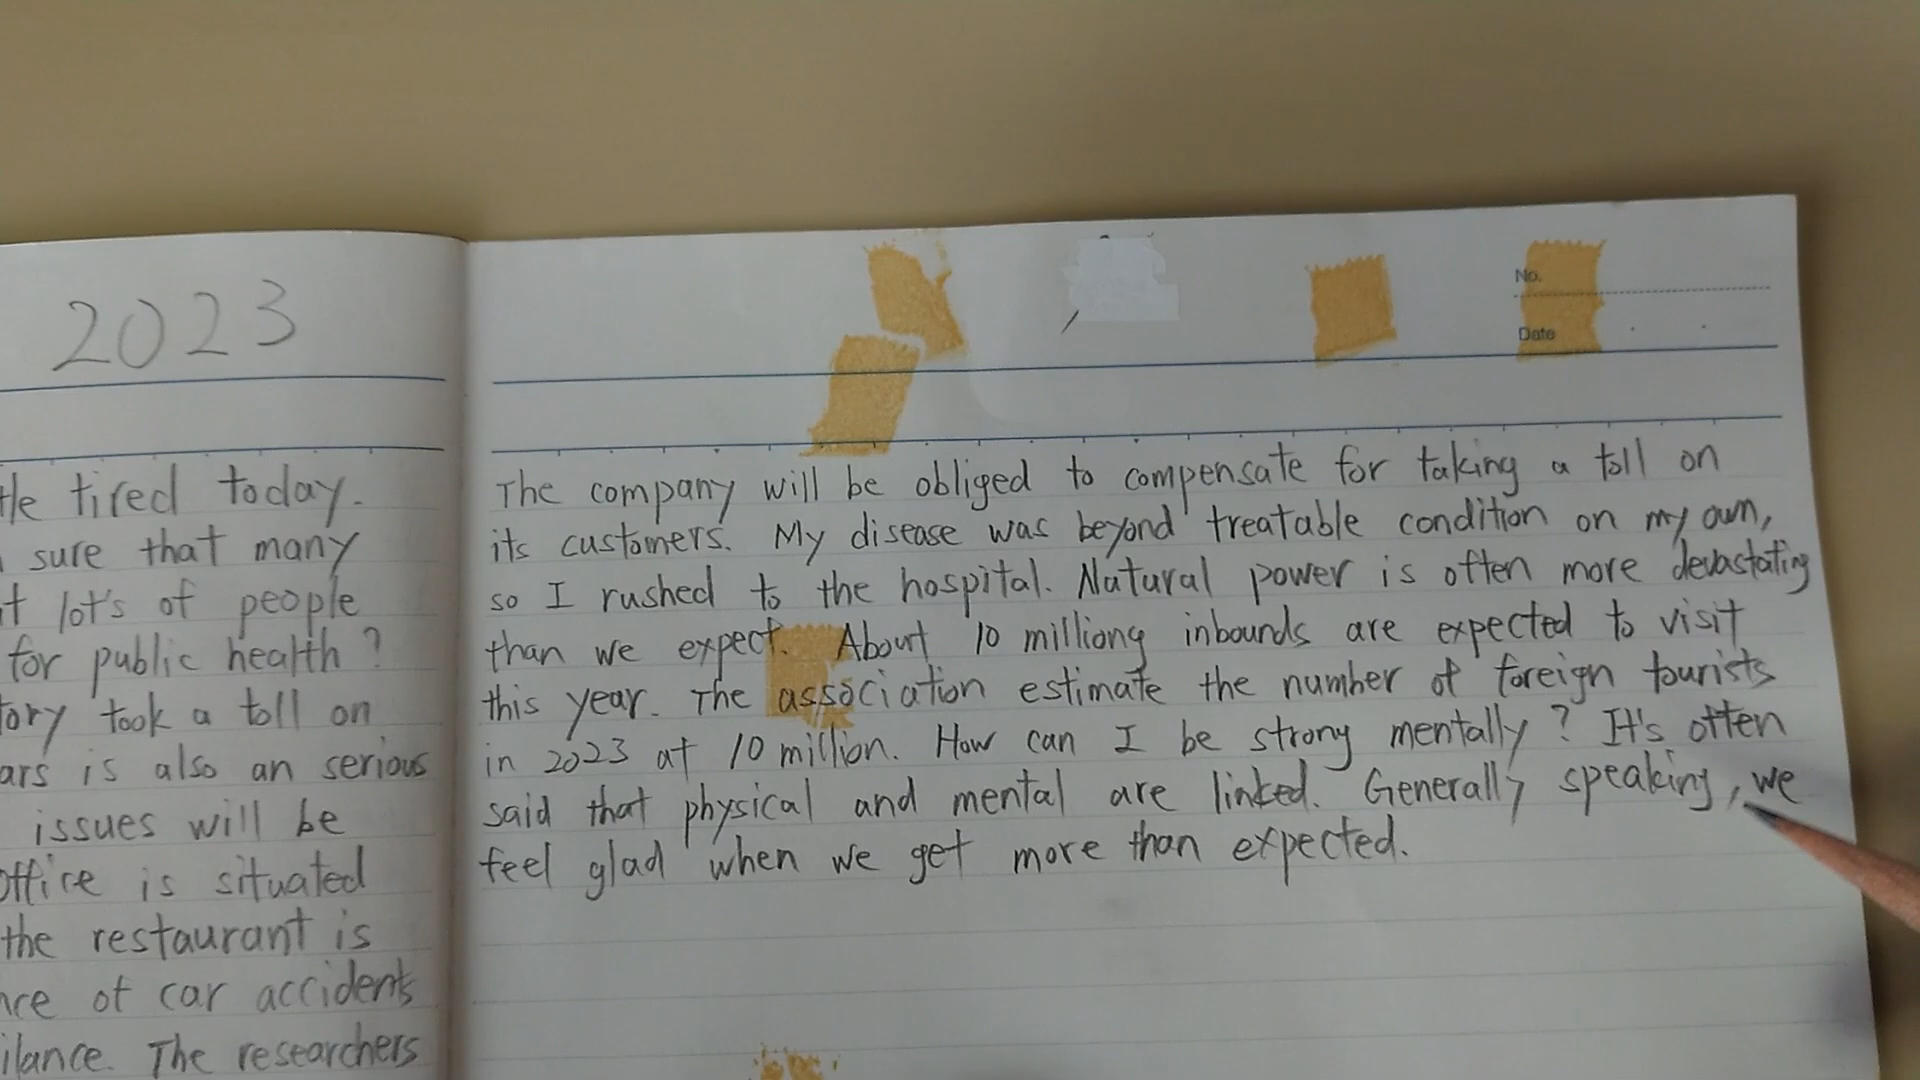 2023
tired today.
sure that many
lot's of people
for public health?
took a toll on
is also an serious
issues will be
office is situated
the restaurant is
of car accidents
The researchers
No.
Date
The company will be obliged to compensate for taking a toll on
its customers. My disease was beyond treatable condition on my own,
so I rushed to the hospital. Natural power is often more devastating
than we expect. About 10 milliong inbounds are expected to visit
this year. The association estimate the number of foreign tourists
in 2023 at 10 million. How can I be strong mentally? It's often
said that physical and mental are linked. Generally speaking, we
feel glad when we get more than expected.